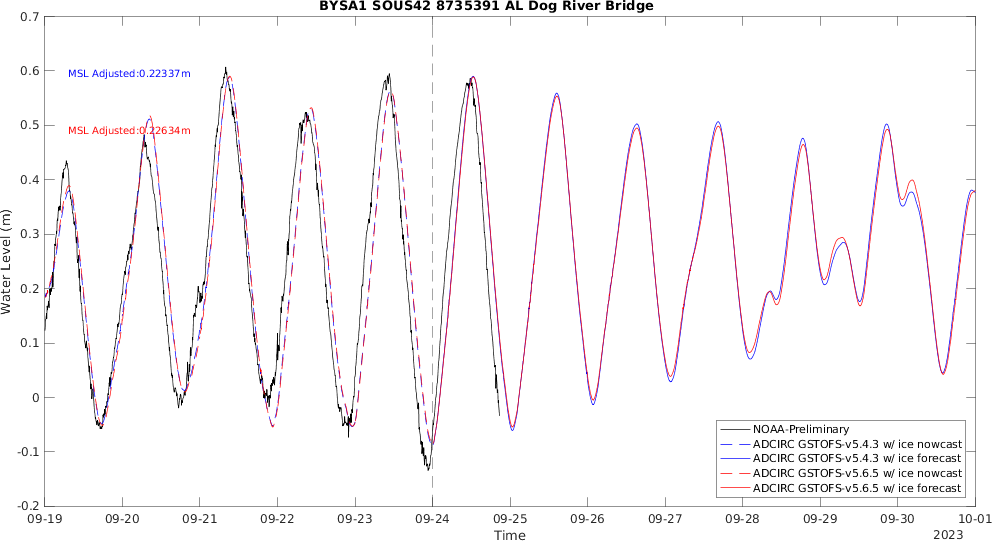 BYSA1 SOUS42 8735391 AL Dog River Bridge
0.7
0.6
0.5
0.4
0.3
0.2
0.1
0
-0.1
-0.2
Water Level (m)
MSL Adjusted:0.22337m
MSL Adjusted:0.22634m
NOAA-Preliminary
ADCIRC GSTOFS-v5.4.3 w/ ice nowcast
ADCIRC GSTOFS-v5.4.3 w/ ice forecast
ADCIRC GSTOFS-v5.6.5 w/ ice nowcast
ADCIRC GSTOFS-v5.6.5 w/ ice forecast
09-19 09-20 09-21 09-22 09-23 09-24 09-25 09-26 09-27 09-28 09-29 09-30 10-01
Time
2023